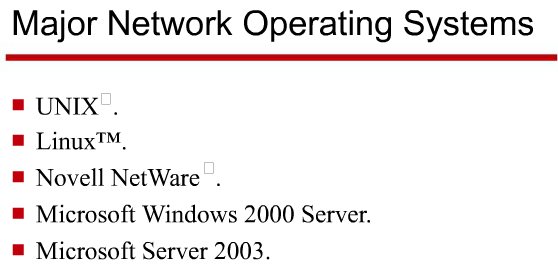 Major Network Operating Systems
UNIX□.
Linux™.
Novell NetWare□.
Microsoft Windows 2000 Server.
Microsoft Server 2003.